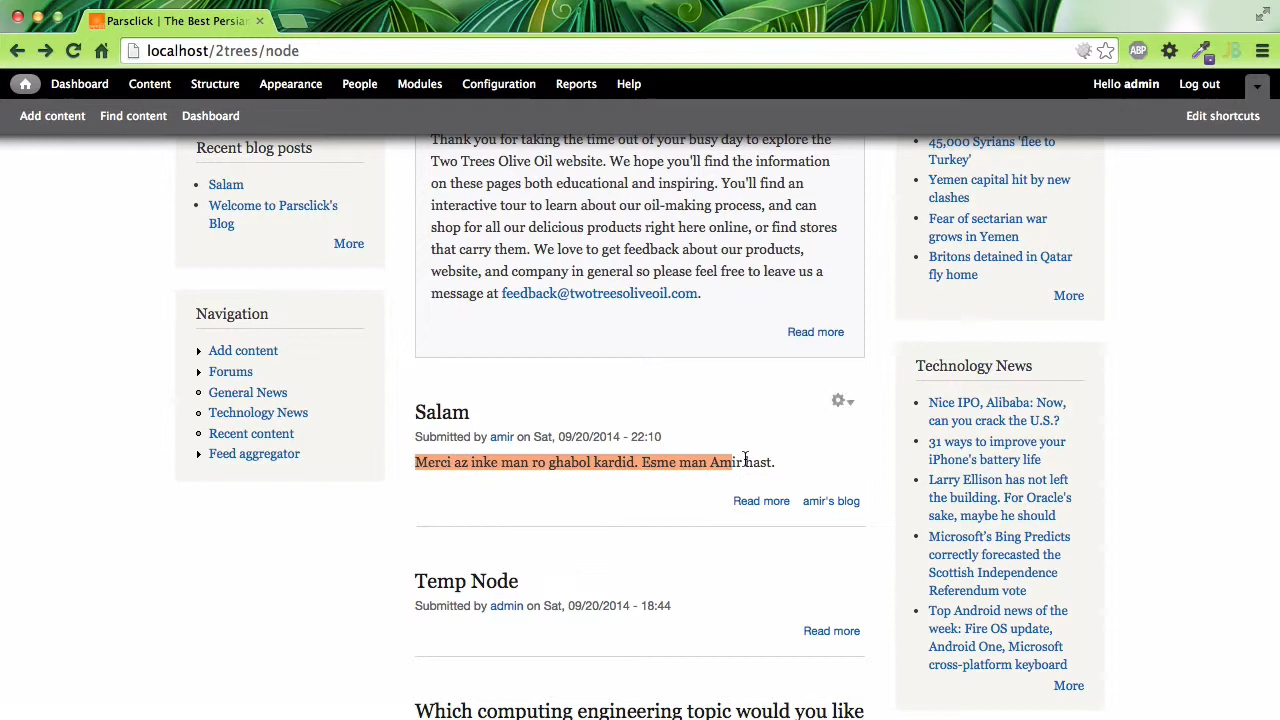 Parsclick | The Best Persian
localhost/2trees/node
ABP
JB
Dashboard Content Structure Appearance People Modules Configuration Reports Help Hello admin Log out
Add content Find content Dashboard Edit shortcuts
Recent blog posts
Salam
Welcome to Parsclick's
Blog
More
Navigation
Add content
Forums
General News
Technology News
Recent content
Feed aggregator
Thank you for taking the time out of your busy day to explore the
Two Trees Olive Oil website. We hope you'll find the information
on these pages both educational and inspiring. You'll find an
interactive tour to learn about our oil-making process, and can
shop for all our delicious products right here online, or find stores
that carry them. We love to get feedback about our products,
website, and company in general so please feel free to leave us a
message at feedback@twotreesoliveoil.com.
Read more
Salam
Submitted by amir on Sat, 09/20/2014 - 22:10
Merci az inke man ro ghabol kardid. Esme man Amir hast.
Read more amir's blog
Temp Node
Submitted by admin on Sat, 09/20/2014 - 18:44
Read more
Which computing engineering topic would you like
45,000 Syrians 'flee to
Turkey'
Yemen capital hit by new
clashes
Fear of sectarian war
grows in Yemen
Britons detained in Qatar
fly home
More
Technology News
Nice IPO, Alibaba: Now,
can you crack the U.S.?
31 ways to improve your
iPhone's battery life
Larry Ellison has not left
the building. For Oracle's
sake, maybe he should
Microsoft's Bing Predicts
correctly forecasted the
Scottish Independence
Referendum vote
Top Android news of the
week: Fire OS update,
Android One, Microsoft
cross-platform keyboard
More